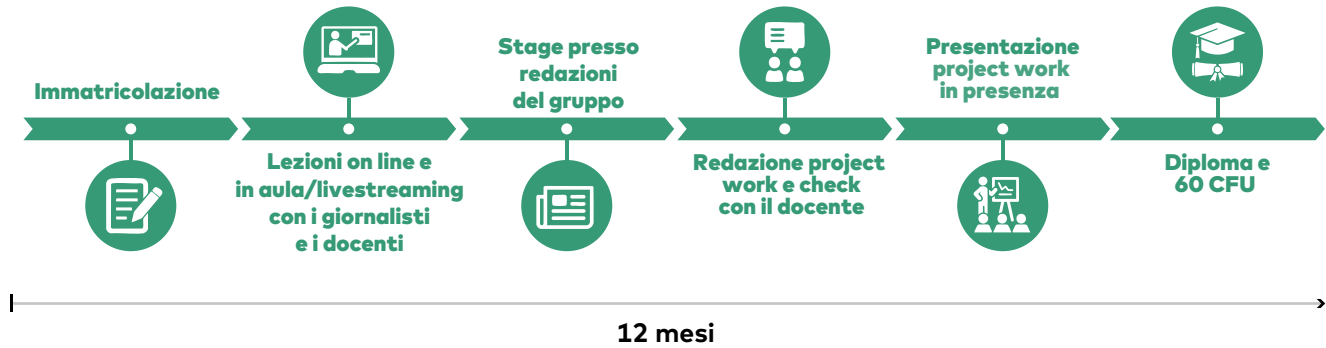 Immatricolazione
Lezioni on line e
in aula/livestreaming
con i giornalisti
e i docenti
Stage presso
redazioni
del gruppo
Redazione project
work e check
con il docente
Presentazione
project work
in presenza
Diploma e
60 CFU
12 mesi